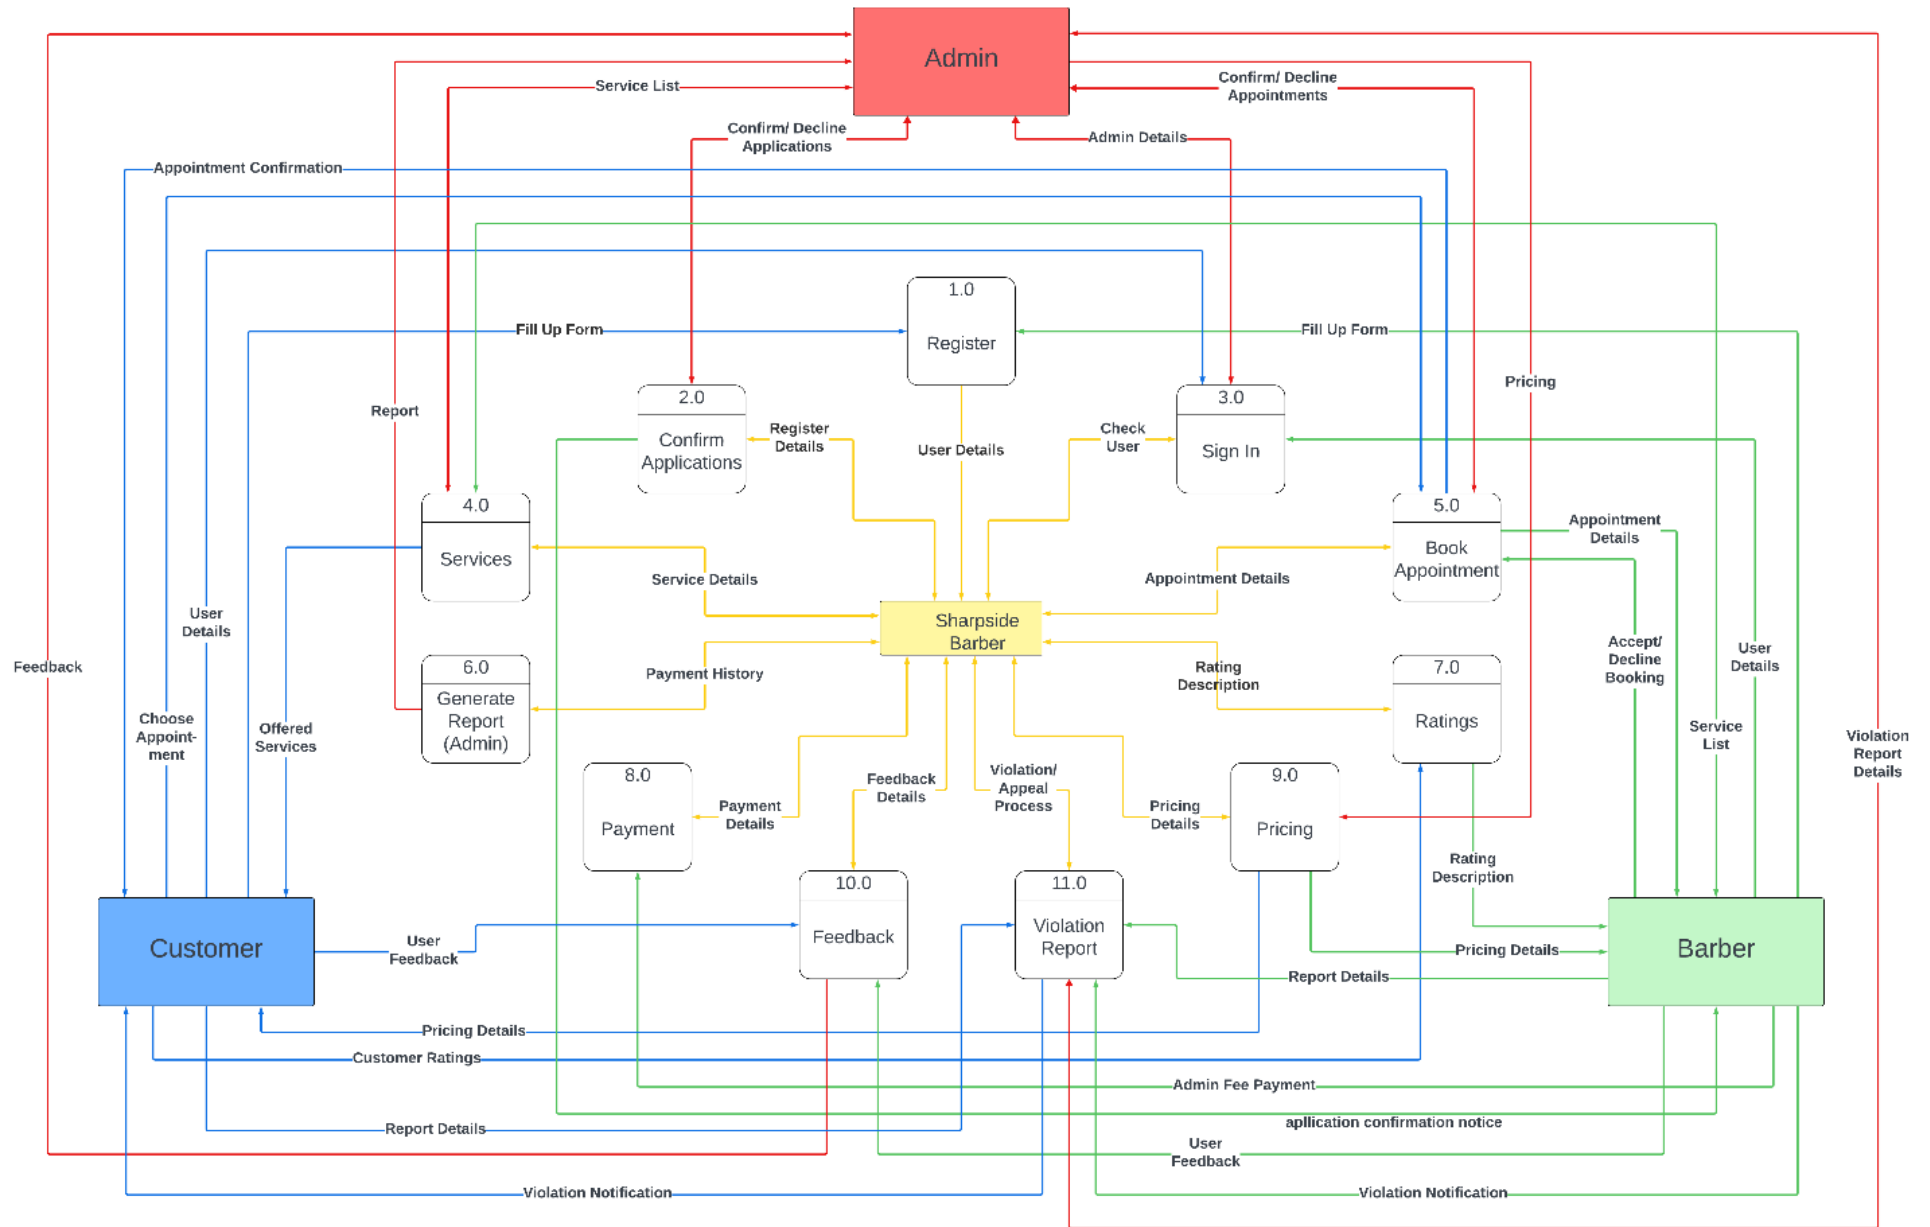 Admin
Service List
Confirm/ Decline
Appointments
Confirm/ Decline
Applications
Admin Details
Appointment Confirmation
1.0
Register
Fill Up Form
Fill Up Form
Pricing
Report
2.0
Confirm
Applications
Register
Details
User Details
Check
User
3.0
Sign In
4.0
Services
5.0
Book
Appointment
Appointment
Details
Service Details
Appointment Details
Sharpside
Barber
User
Details
Feedback
6.0
Generate
Report
(Admin)
Payment History
Rating
Description
7.0
Ratings
Accept/
Decline
Booking
User
Details
Choose
Appoint-
ment
Offered
Services
Service
List
Violation
Report
Details
8.0
Payment
Payment
Details
Feedback
Details
Violation/
Appeal
Process
Pricing
Details
9.0
Pricing
Rating
Description
10.0
Feedback
11.0
Violation
Report
Customer
User
Feedback
Barber
Pricing Details
Report Details
Pricing Details
Customer Ratings
Admin Fee Payment
apllication confirmation notice
Report Details
User
Feedback
Violation Notification
Violation Notification